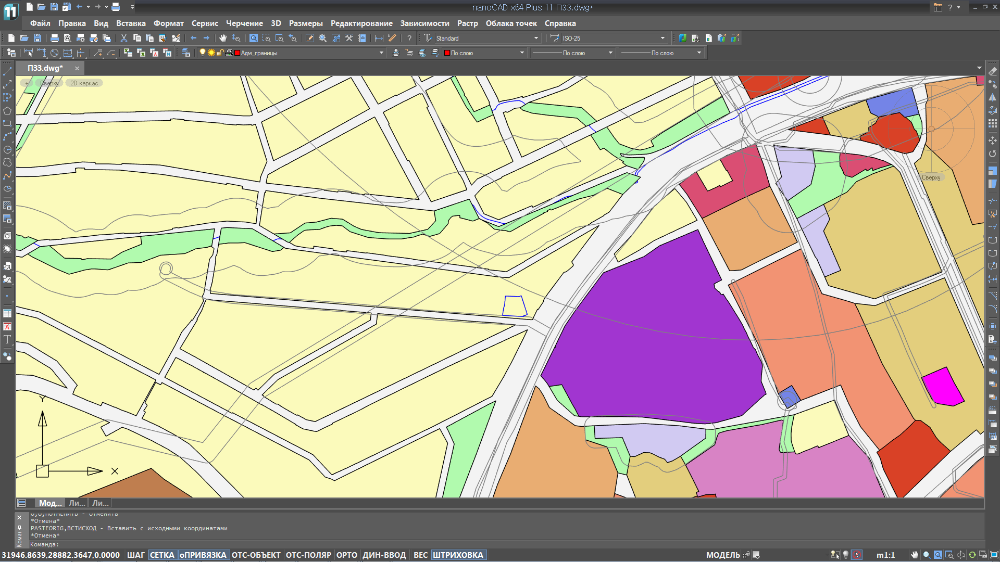 nanoCAD x64 Plus 11 ПЗЗ.dwg*
11
?
Файл Правка Вид Вставка Формат Сервис Черчение 3D Размеры Редактирование Зависимости Растр Облака точек Справка
? Standard ISO-25
Адм_границы По слою По слою По слою
ПЗЗ.dwg*
+ Сверху 2D каркас
Сверху
Y
X
Мод... Ли... Ли...
*Отмена*
PASTEORIG,ВСТИСХОД - Вставить с исходными координатами
*Отмена*
Команда:
31946.8639,28882.3647,0.0000 ШАГ СЕТКА оПРИВЯЗКА ОТС-ОБЪЕКТ ОТС-ПОЛЯР ОРТО ДИН-ВВОД ВЕС ШТРИХОВКА МОДЕЛЬ m1:1